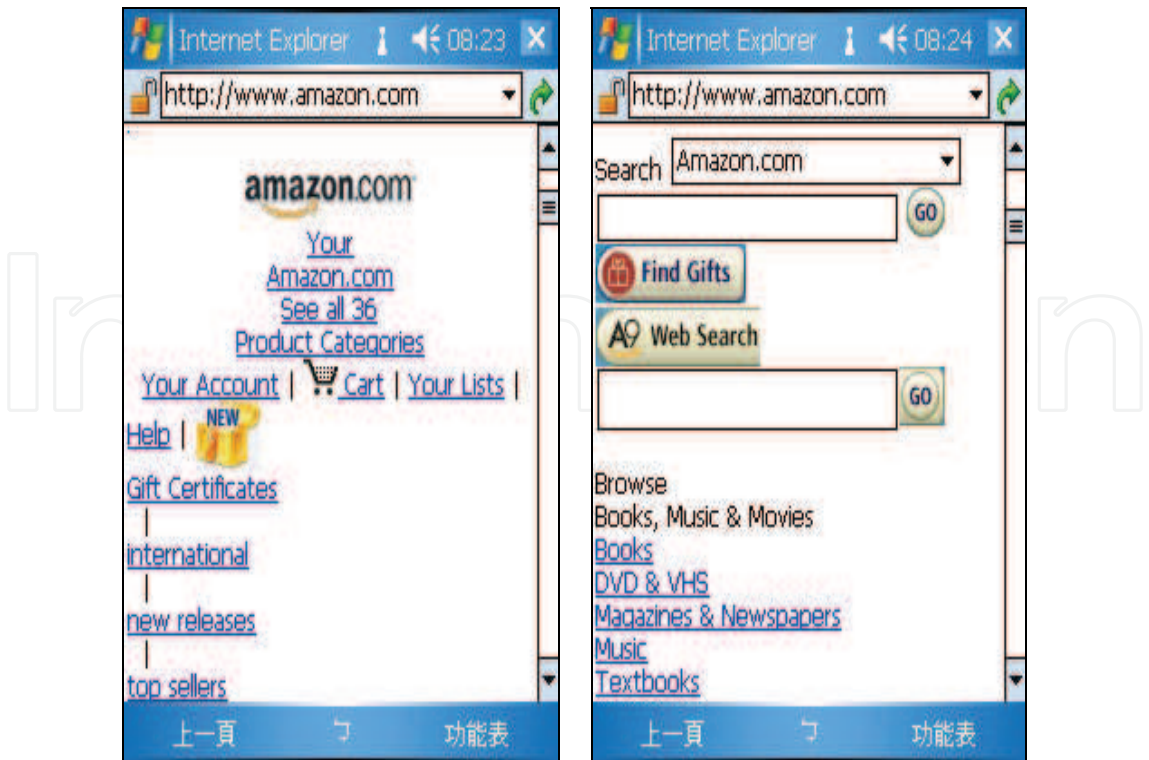 Internet Explorer 08:23
http://www.amazon.com
amazon.com
Your
Amazon.com
See all 36
Product Categories
Your Account | Cart | Your Lists |
NEW
Help |
Gift Certificates
|
international
|
new releases
|
top sellers
上一頁 ㄅ 功能表
Internet Explorer 08:24
http://www.amazon.com
Search Amazon.com
GO
Find Gifts
A9 Web Search
GO
Browse
Books, Music & Movies
Books
DVD & VHS
Magazines & Newspapers
Music
Textbooks
上一頁 ㄅ 功能表